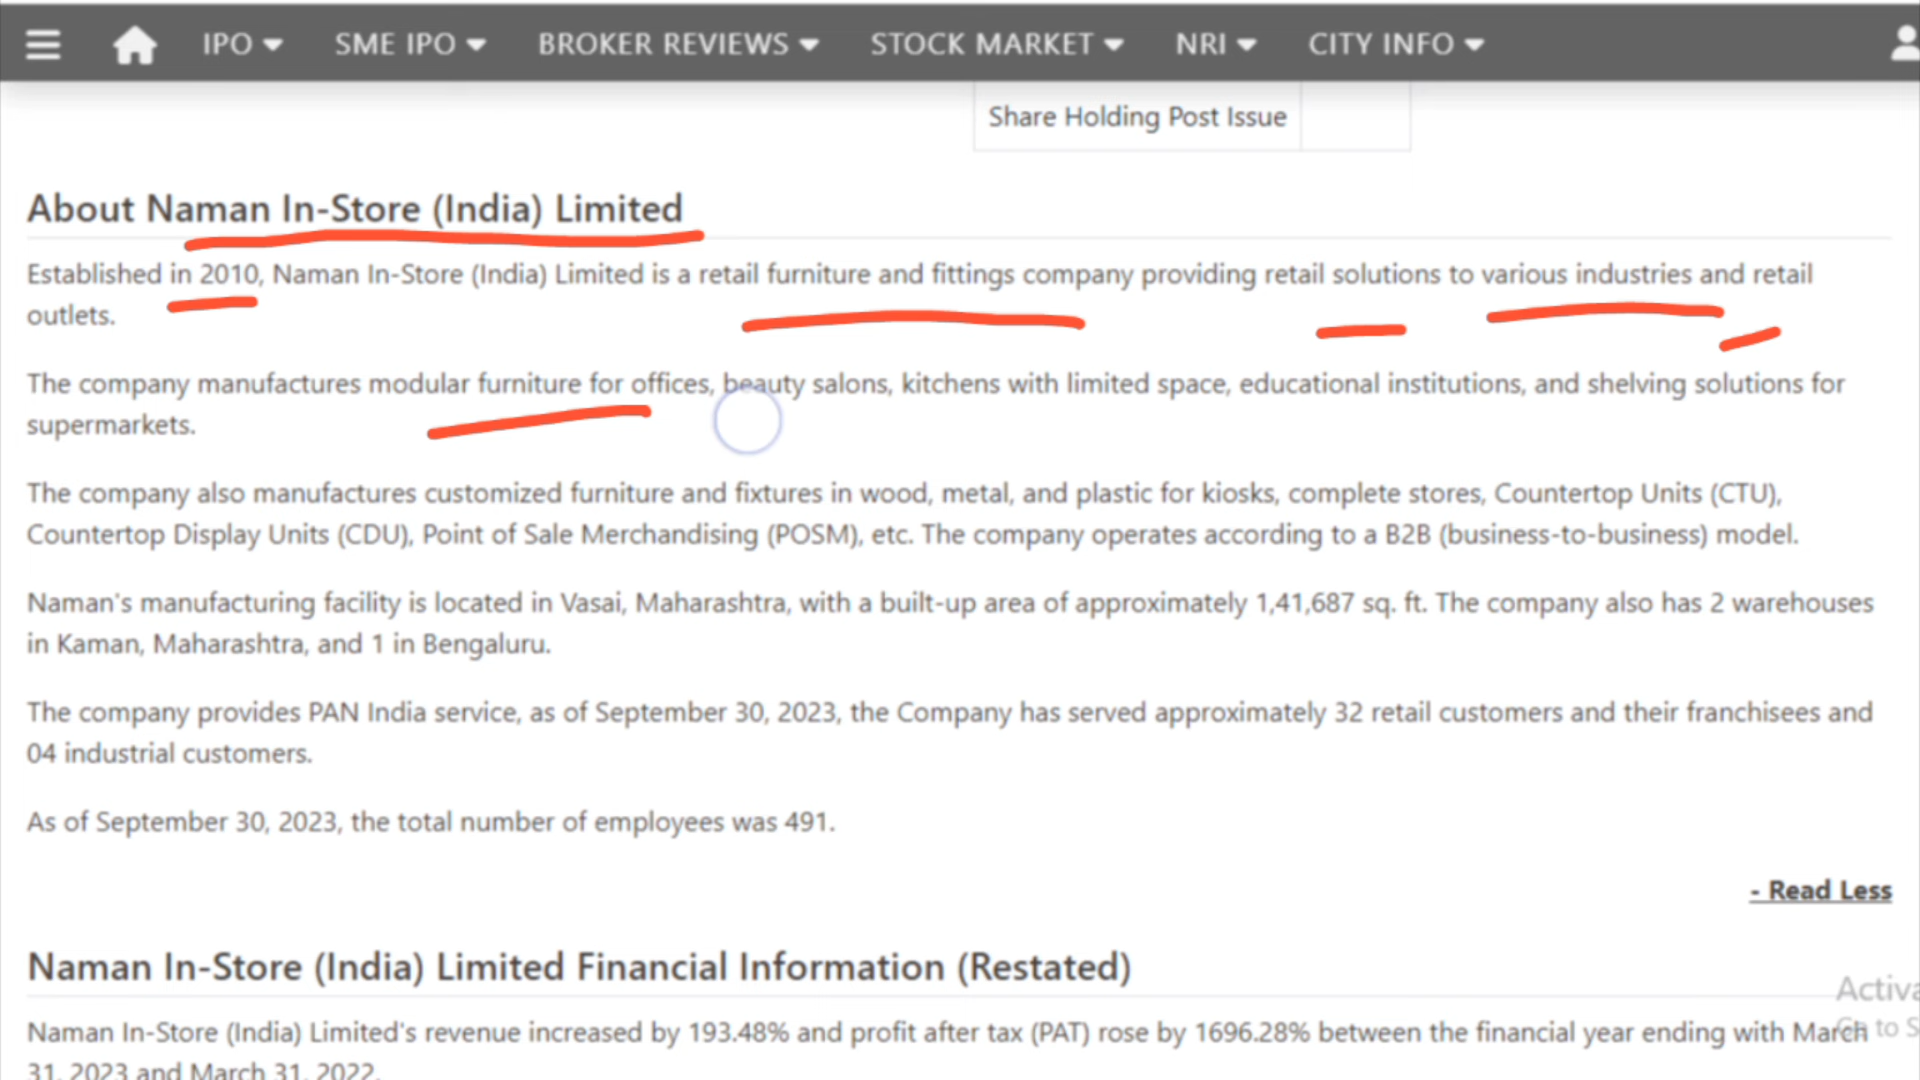 IPO SME IPO BROKER REVIEWS STOCK MARKET NRI CITY INFO
Share Holding Post Issue
About Naman In-Store (India) Limited
Established in 2010, Naman In-Store (India) Limited is a retail furniture and fittings company providing retail solutions to various industries and retail
outlets.
The company manufactures modular furniture for offices, beauty salons, kitchens with limited space, educational institutions, and shelving solutions for
supermarkets.
The company also manufactures customized furniture and fixtures in wood, metal, and plastic for kiosks, complete stores, Countertop Units (CTU),
Countertop Display Units (CDU), Point of Sale Merchandising (POSM), etc. The company operates according to a B2B (business-to-business) model.
Naman's manufacturing facility is located in Vasai, Maharashtra, with a built-up area of approximately 1,41,687 sq. ft. The company also has 2 warehouses
in Kaman, Maharashtra, and 1 in Bengaluru.
The company provides PAN India service, as of September 30, 2023, the Company has served approximately 32 retail customers and their franchisees and
04 industrial customers.
As of September 30, 2023, the total number of employees was 491.
- Read Less
Naman In-Store (India) Limited Financial Information (Restated)
Activa
Naman In-Store (India) Limited's revenue increased by 193.48% and profit after tax (PAT) rose by 1696.28% between the financial year ending with March
to S
31, 2023 and March 31, 2022.